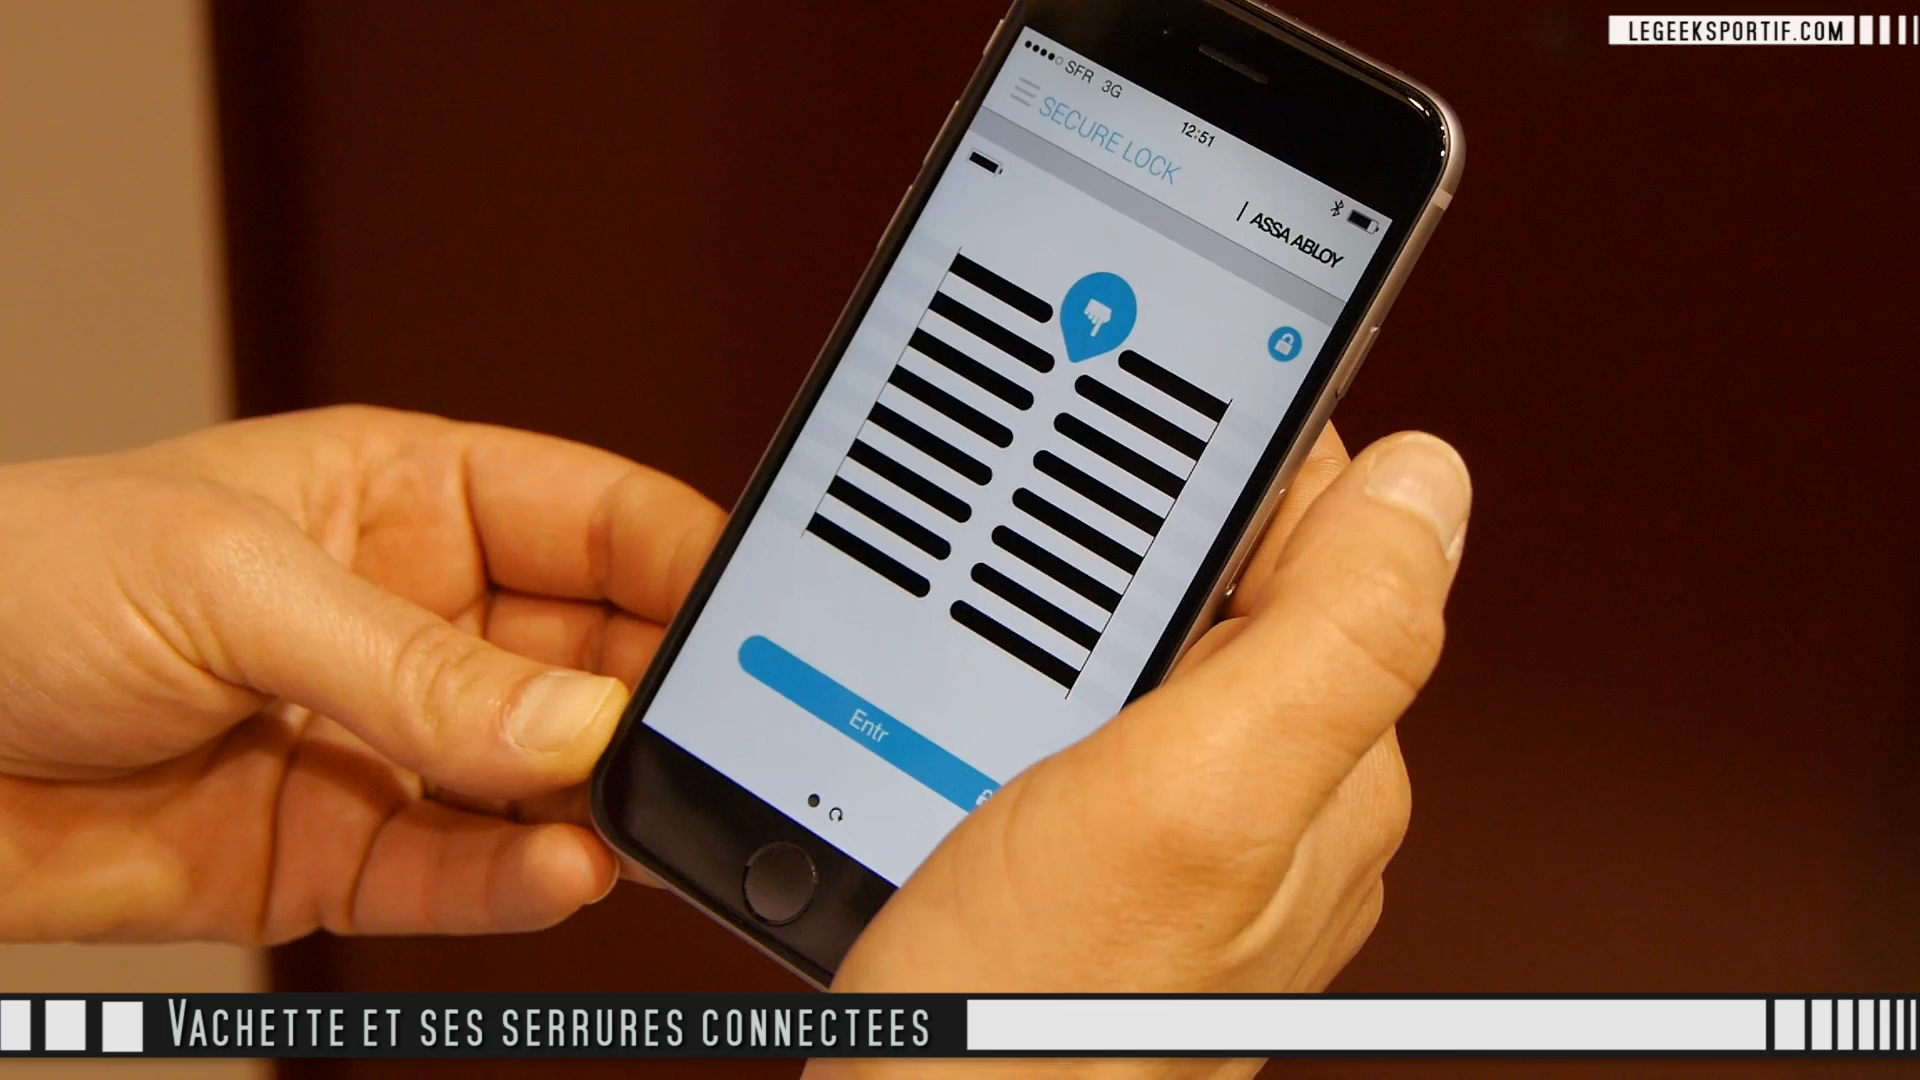 LEGEEKSPORTIF.COM
SFR 3G
12:51
SECURE LOCK
ASSA ABLOY
Entr
VACHETTE ET SES SERRURES CONNECTEES